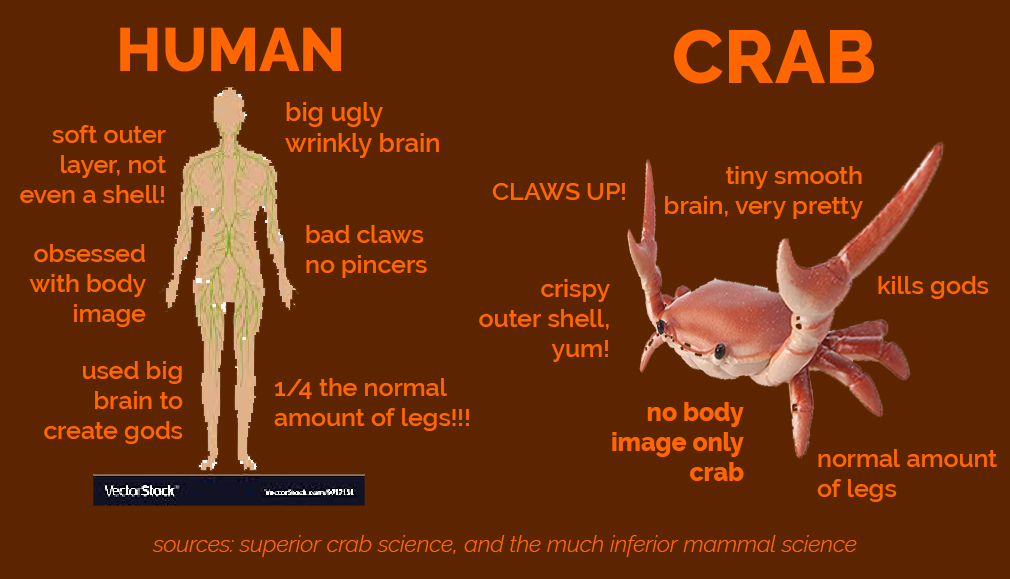 HUMAN
soft outer
layer, not
even a shell!
big ugly
wrinkly brain
obsessed
with body
image
bad claws
no pincers
used big
brain to
create gods
1/4 the normal
amount of legs!!!
VectorStock
CRAB
CLAWS UP!
tiny smooth
brain, very pretty
crispy
outer shell,
yum!
kills gods
no body
image only
crab
normal amount
of legs
sources: superior crab science, and the much inferior mammal science